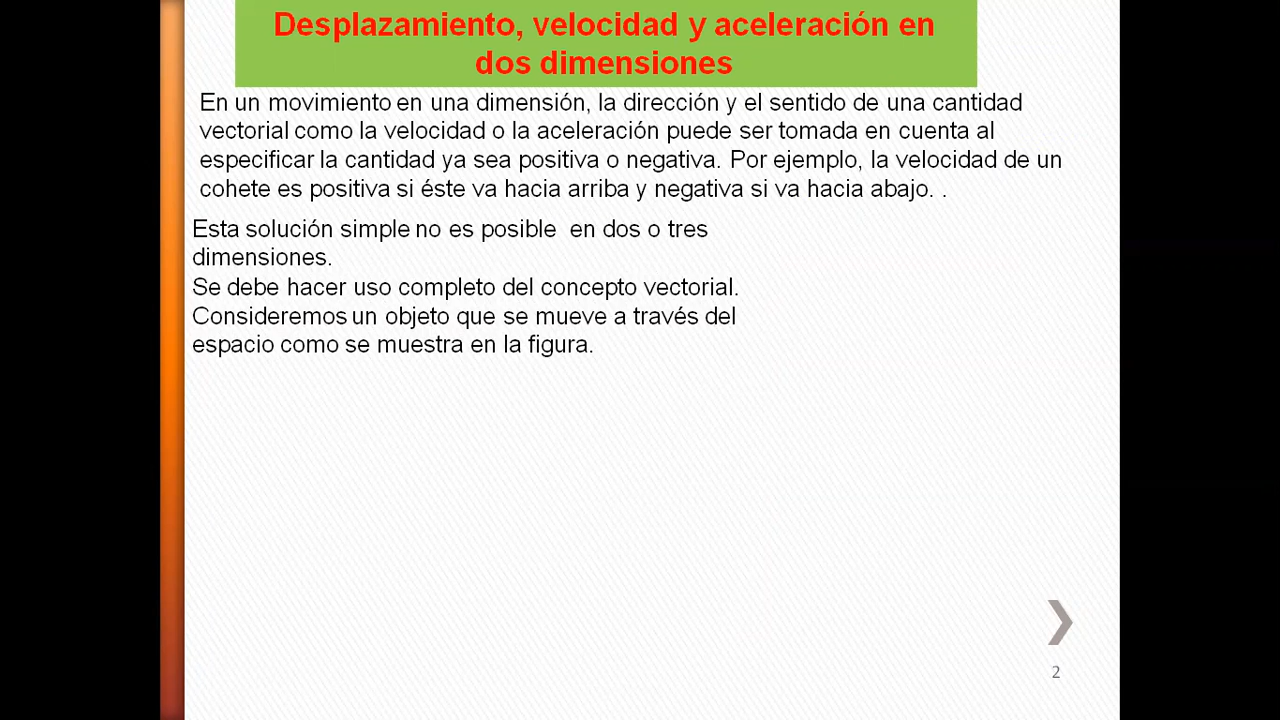 Desplazamiento, velocidad y aceleración en
dos dimensiones
En un movimiento en una dimensión, la dirección y el sentido de una cantidad
vectorial como la velocidad o la aceleración puede ser tomada en cuenta al
especificar la cantidad ya sea positiva o negativa. Por ejemplo, la velocidad de un
cohete es positiva si éste va hacia arriba y negativa si va hacia abajo. .
Esta solución simple no es posible en dos o tres
dimensiones.
Se debe hacer uso completo del concepto vectorial.
Consideremos un objeto que se mueve a través del
espacio como se muestra en la figura.
2